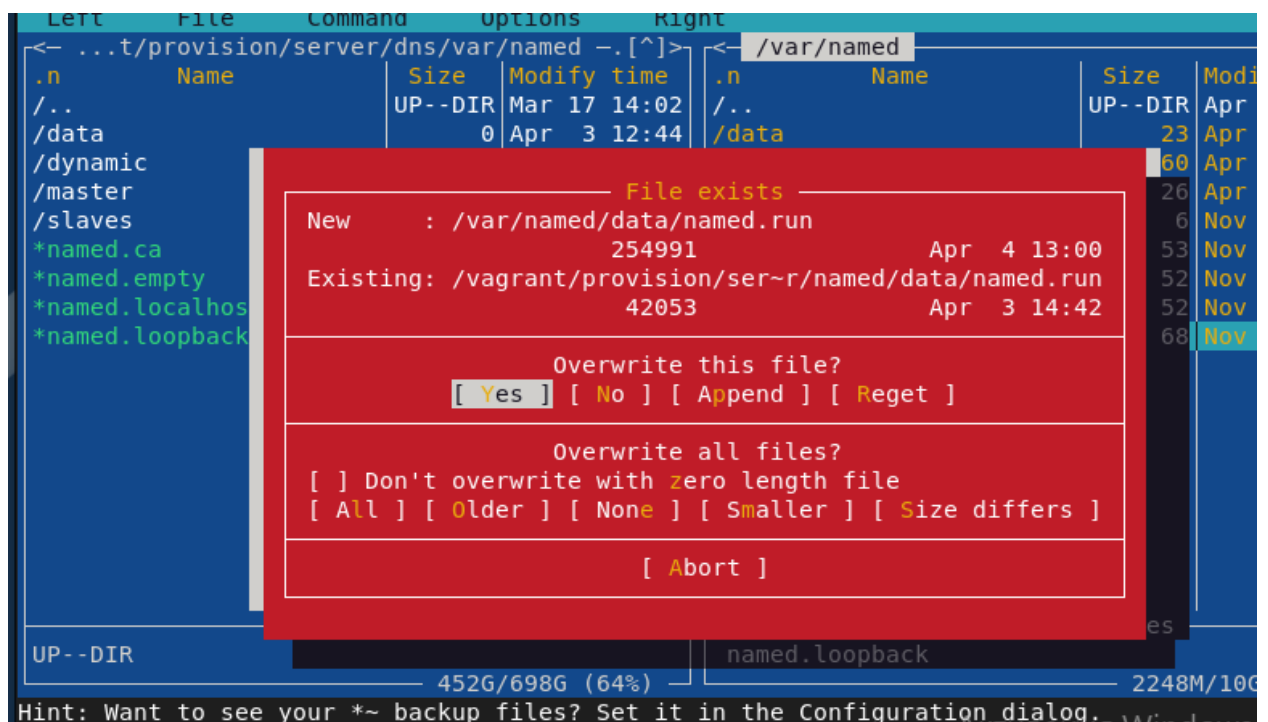 Left File Command Options Right
<— ...t/provision/server/dns/var/named —.[^]>
<— /var/named
.n Name Size Modify time
.n Name Size Modi
/.. UP--DIR Mar 17 14:02
/.. UP--DIR Apr
/data 0 Apr 3 12:44
/data 23 Apr
/dynamic
60 Apr
/master
26 Apr
/slaves
6 Nov
*named.ca
53 Nov
*named.empty
52 Nov
*named.localhos
52 Nov
*named.loopback
68 Nov
File exists
New : /var/named/data/named.run
254991 Apr 4 13:00
Existing: /vagrant/provision/ser~r/named/data/named.run
42053 Apr 3 14:42
Overwrite this file?
[ Yes ] [ No ] [ Append ] [ Reget ]
Overwrite all files?
[ ] Don't overwrite with zero length file
[ All ] [ Older ] [ None ] [ Smaller ] [ Size differs ]
[ Abort ]
es
UP--DIR
named.loopback
452G/698G (64%)
2248M/10G
Hint: Want to see your *~ backup files? Set it in the Configuration dialog.